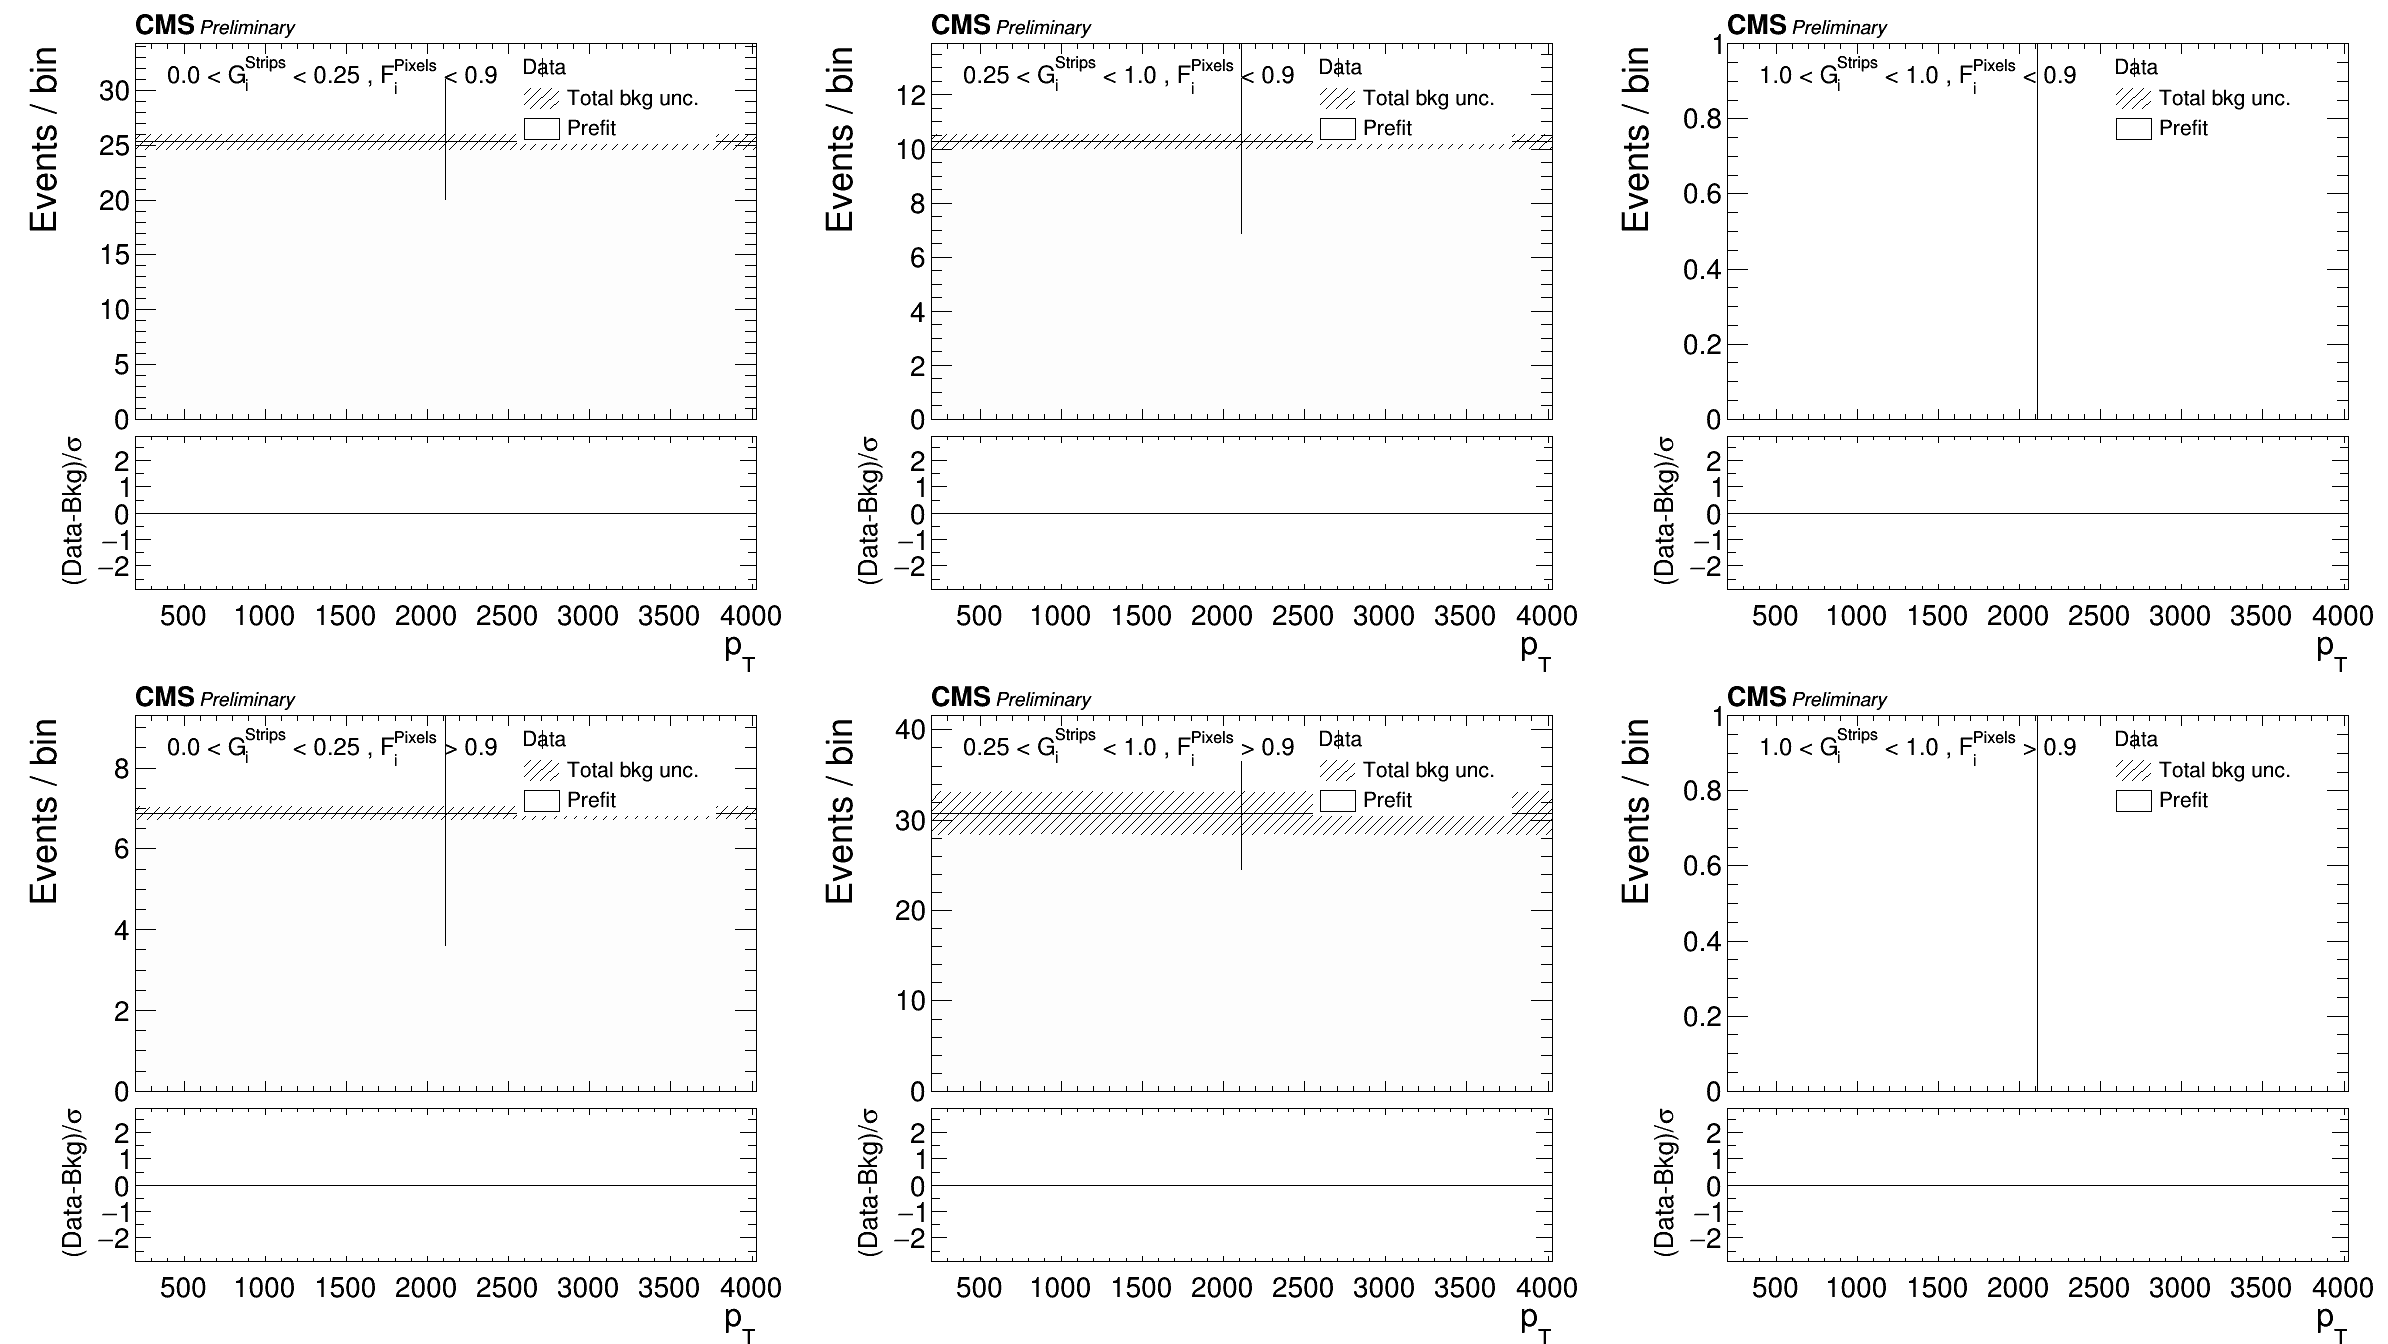 CMS Preliminary
Events / bin
0.0 < G_i^Strips < 0.25 , F_i^Pixels < 0.9
Data
Total bkg unc.
Prefit
30
25
20
15
10
5
0
(Data-Bkg)/σ
2
1
0
−1
−2
500 1000 1500 2000 2500 3000 3500 4000
p_T
CMS Preliminary
Events / bin
0.25 < G_i^Strips < 1.0 , F_i^Pixels < 0.9
Data
Total bkg unc.
Prefit
12
10
8
6
4
2
0
(Data-Bkg)/σ
2
1
0
−1
−2
500 1000 1500 2000 2500 3000 3500 4000
p_T
CMS Preliminary
Events / bin
1.0 < G_i^Strips < 1.0 , F_i^Pixels < 0.9
Data
Total bkg unc.
Prefit
1
0.8
0.6
0.4
0.2
0
(Data-Bkg)/σ
2
1
0
−1
−2
500 1000 1500 2000 2500 3000 3500 4000
p_T
CMS Preliminary
Events / bin
0.0 < G_i^Strips < 0.25 , F_i^Pixels > 0.9
Data
Total bkg unc.
Prefit
8
6
4
2
0
(Data-Bkg)/σ
2
1
0
−1
−2
500 1000 1500 2000 2500 3000 3500 4000
p_T
CMS Preliminary
Events / bin
0.25 < G_i^Strips < 1.0 , F_i^Pixels > 0.9
Data
Total bkg unc.
Prefit
40
30
20
10
0
(Data-Bkg)/σ
2
1
0
−1
−2
500 1000 1500 2000 2500 3000 3500 4000
p_T
CMS Preliminary
Events / bin
1.0 < G_i^Strips < 1.0 , F_i^Pixels > 0.9
Data
Total bkg unc.
Prefit
1
0.8
0.6
0.4
0.2
0
(Data-Bkg)/σ
2
1
0
−1
−2
500 1000 1500 2000 2500 3000 3500 4000
p_T